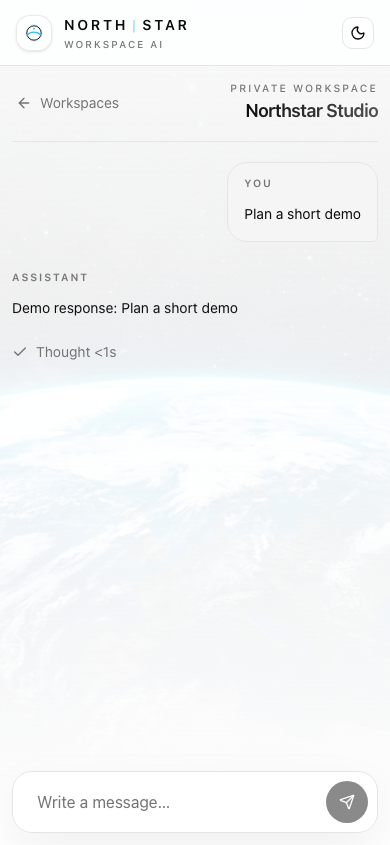 NORTH | STAR
WORKSPACE AI
Workspaces
PRIVATE WORKSPACE
Northstar Studio
YOU
Plan a short demo
ASSISTANT
Demo response: Plan a short demo
Thought <1s
Write a message...